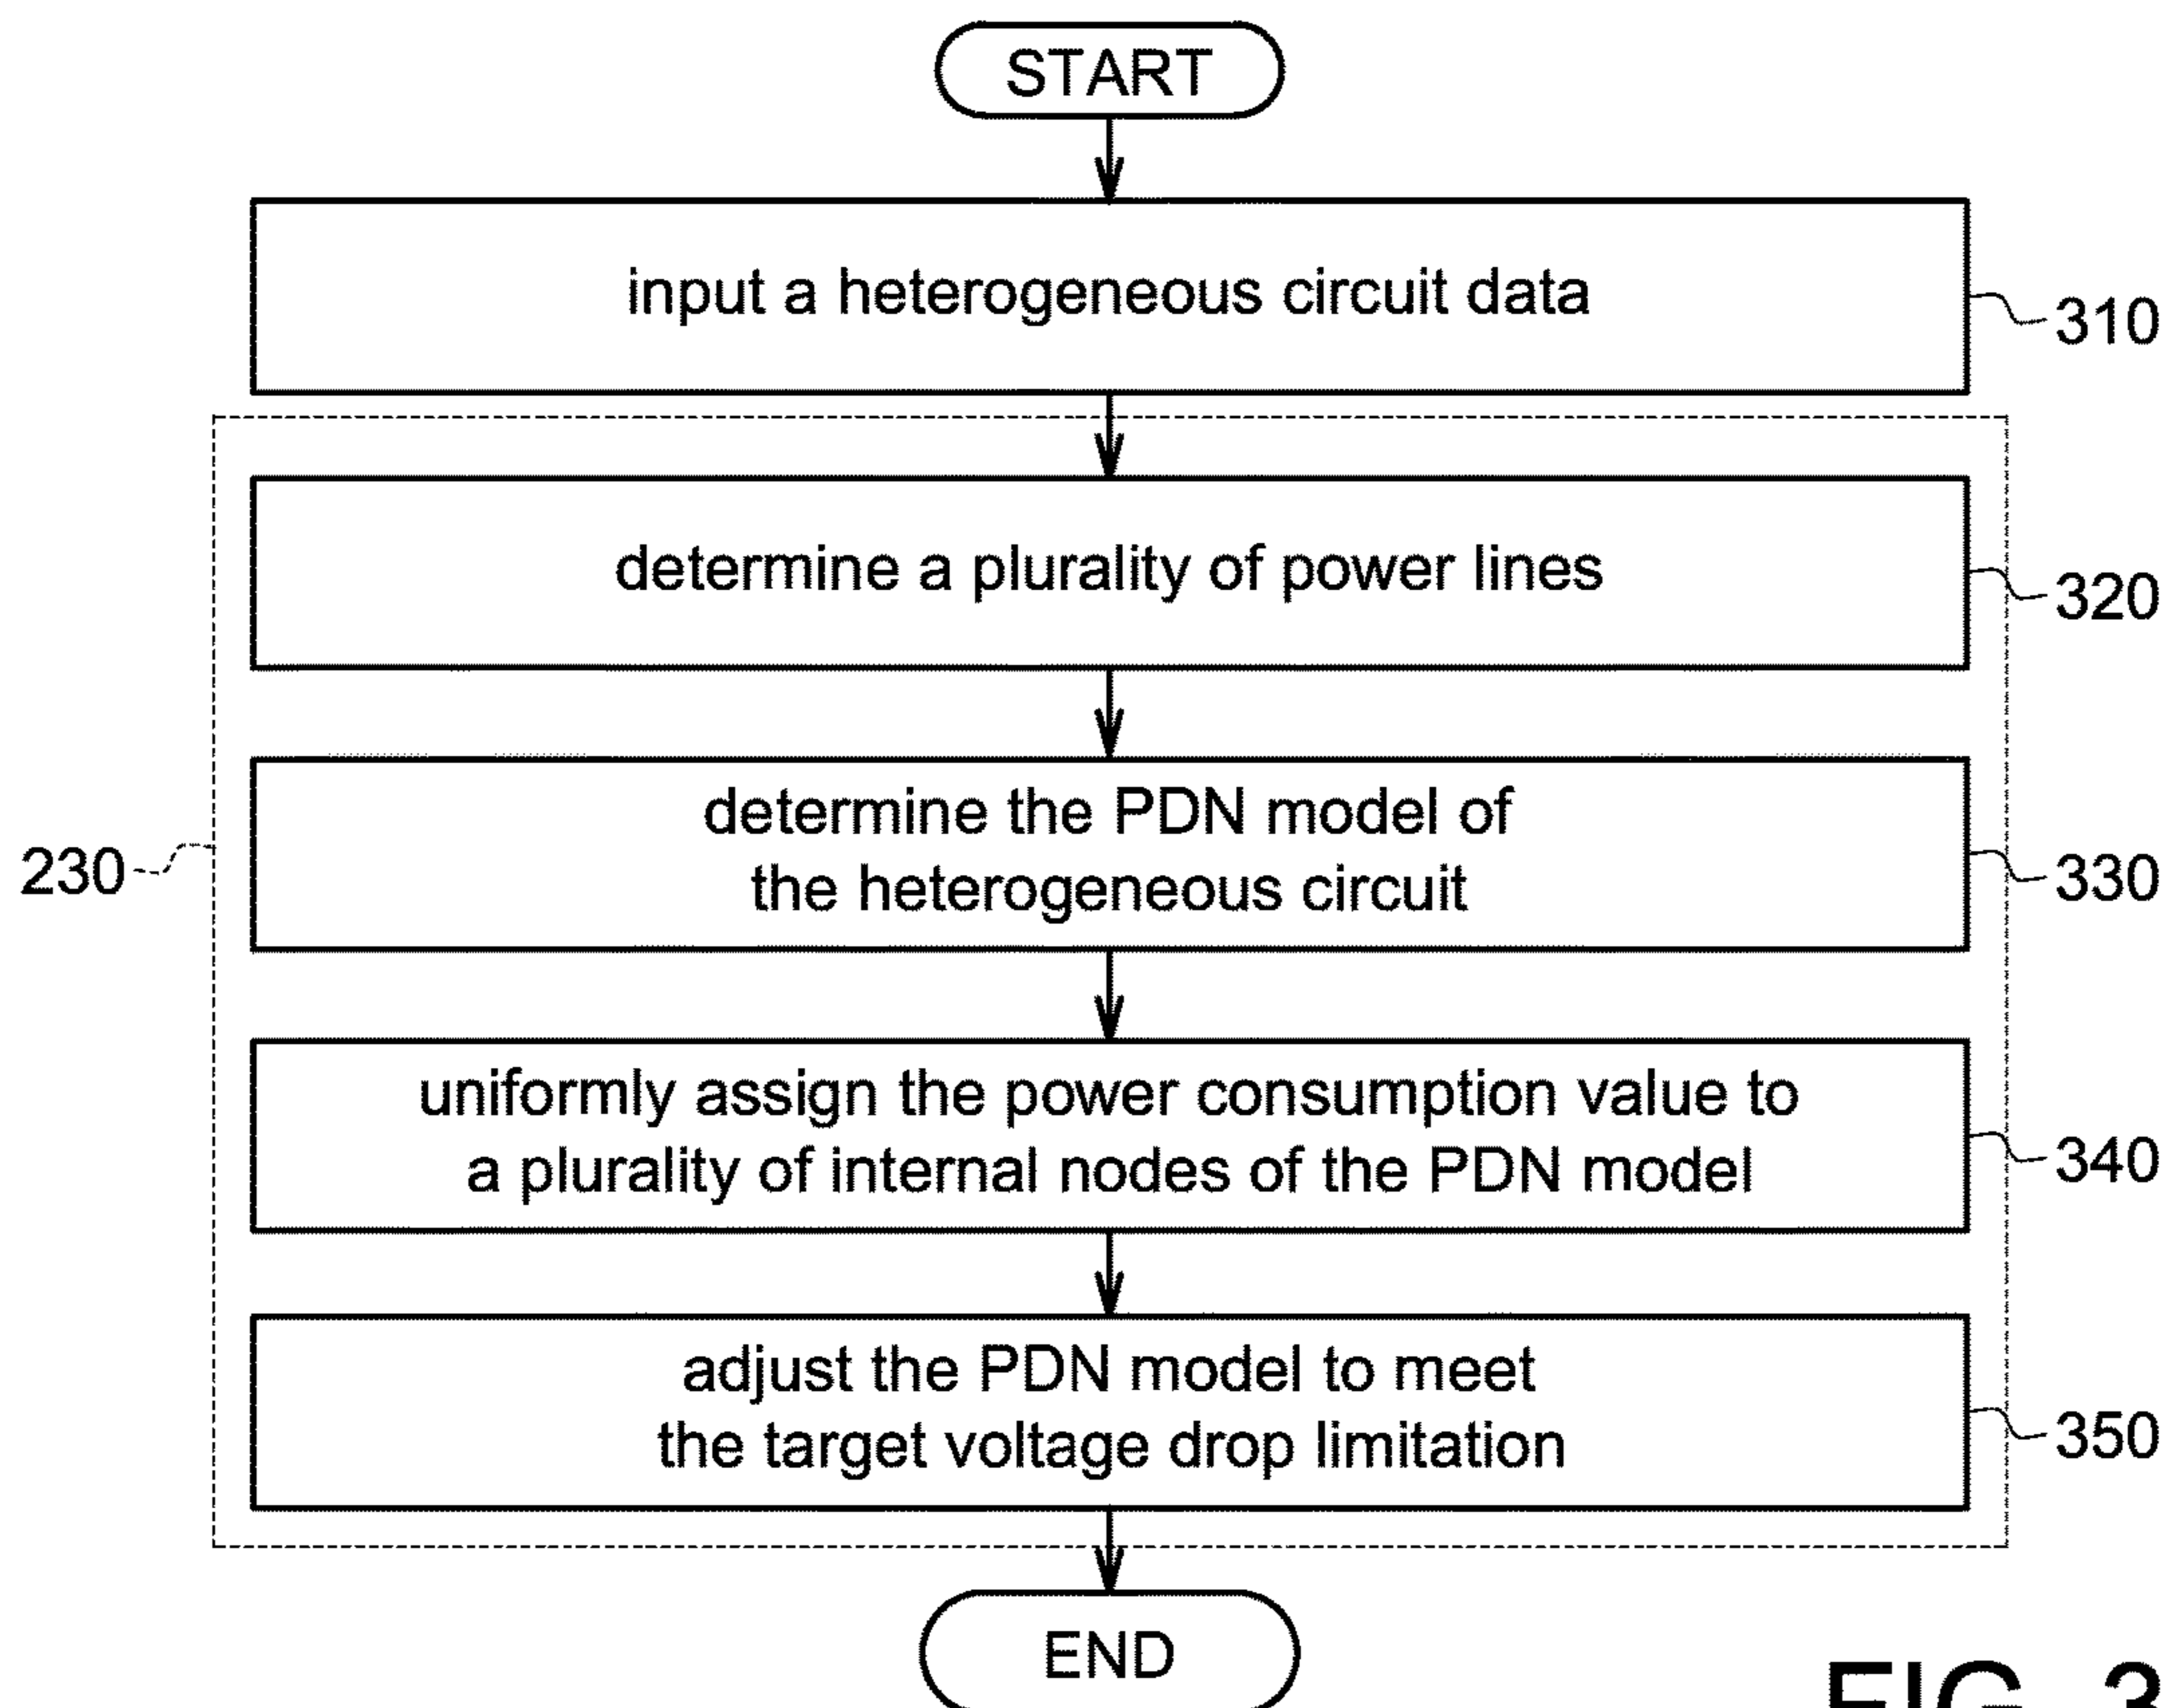 START
input a heterogeneous circuit data
310
determine a plurality of power lines
320
determine the PDN model of
the heterogeneous circuit
330
230
uniformly assign the power consumption value to
a plurality of internal nodes of the PDN model
340
adjust the PDN model to meet
the target voltage drop limitation
350
END
FIG. 3